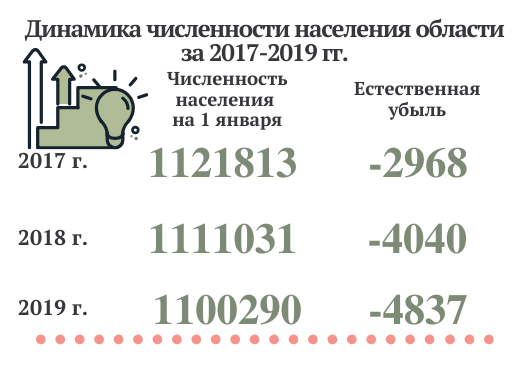 Динамика численности населения области
за 2017-2019 гг.
Численность
населения
на 1 января
Естественная
убыль
2017 г. 1121813 -2968
2018 г. 1111031 -4040
2019 г. 1100290 -4837